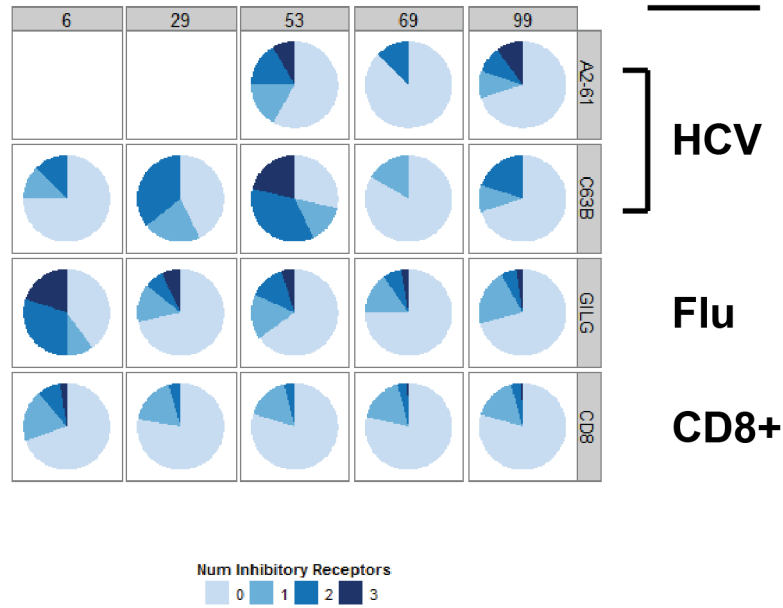 6 29 53 69 99
A2-61
HCV
C63B
GILG
Flu
CD8
CD8+
Num Inhibitory Receptors
0 1 2 3